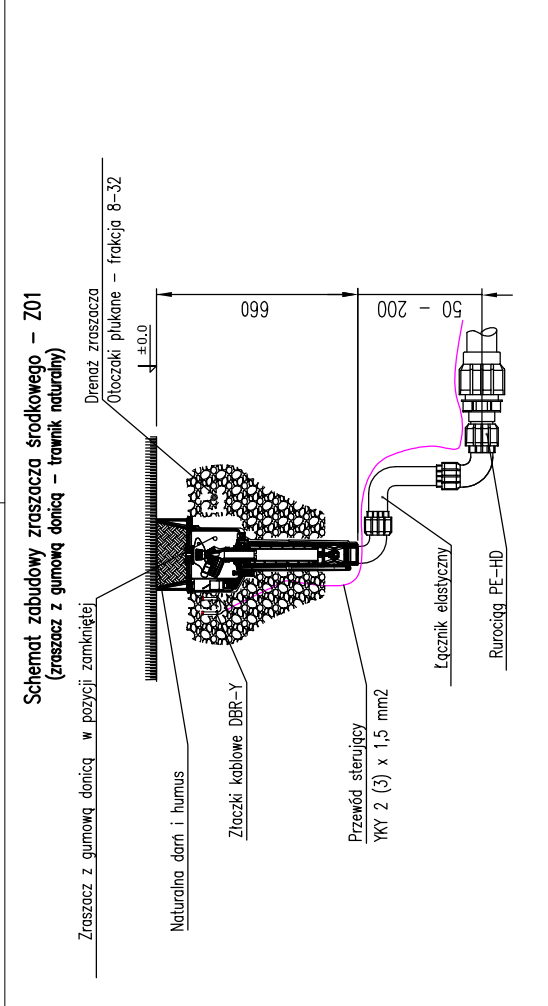 Schemat zabudowy zraszacza środkowego – Z01
(zraszacz z gumową donicą – trawnik naturalny)
Zraszacz z gumową donicą w pozycji zamkniętej
Naturalna darń i humus
Złączki kablowe DBR-Y
Przewód sterujący
YKY 2 (3) x 1,5 mm2
Łącznik elastyczny
Rurociąg PE-HD
Drenaż zraszacza
Otoczaki płukane – frakcja 8-32
±0.0
660
50 – 200